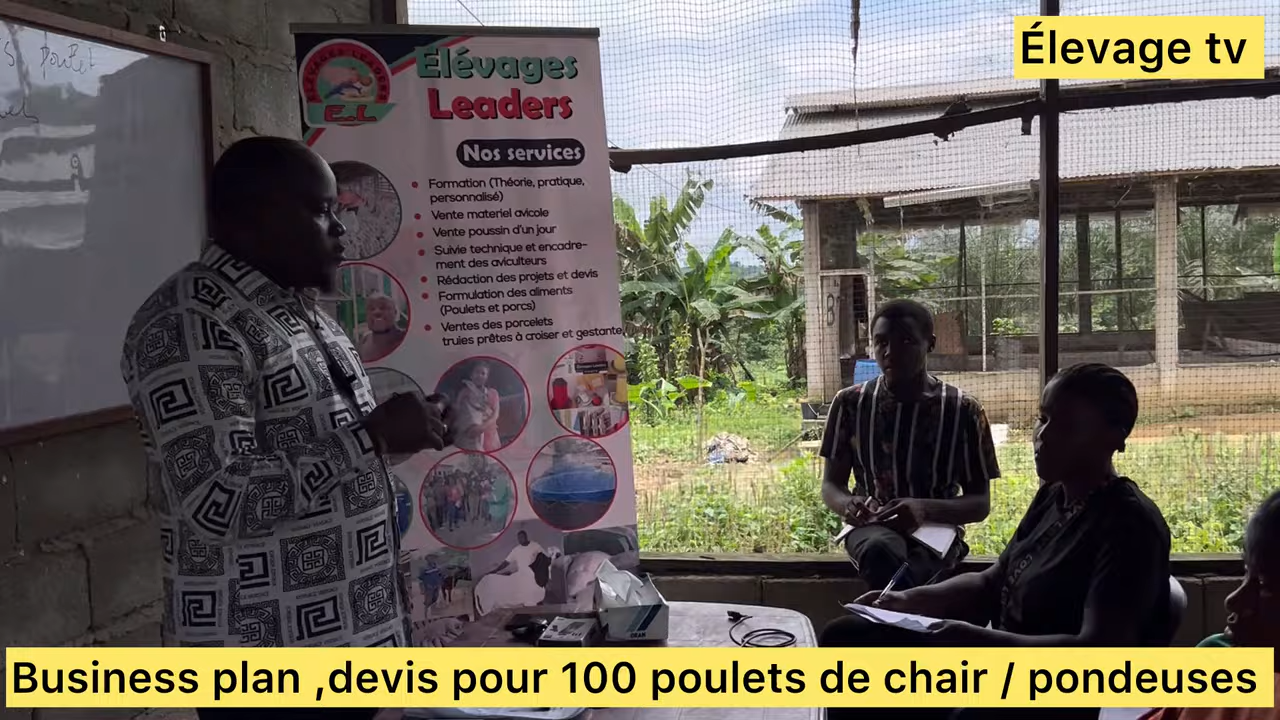 Élevage tv
Elévages
Leaders
E.L
Nos services
Formation (Théorie, pratique,
personnalisé)
Vente materiel avicole
Vente poussin d'un jour
Suivie technique et encadre-
ment des aviculteurs
Rédaction des projets et devis
Formulation des aliments
(Poulets et porcs)
Ventes des porcelets
truies prêtes à croiser et gestante
Business plan ,devis pour 100 poulets de chair / pondeuses